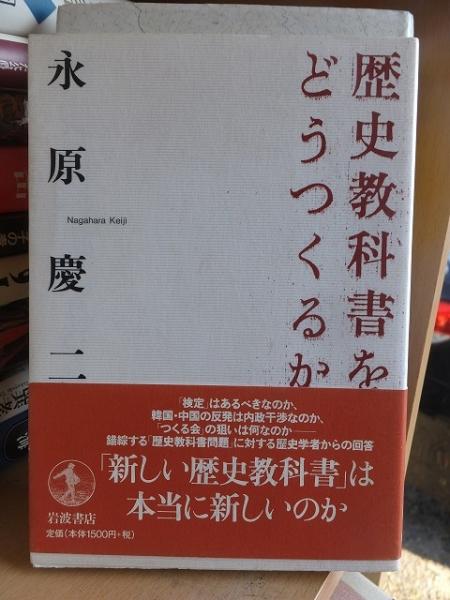 歴史教科書を
どうつくるか
永原慶二
Nagahara Keiji
「検定」はあるべきなのか、
韓国・中国の反発は内政干渉なのか、
「つくる会」の狙いは何なのか――
錯綜する「歴史教科書問題」に対する歴史学者からの回答
「新しい歴史教科書」は
本当に新しいのか
岩波書店
定価(本体1500円+税)